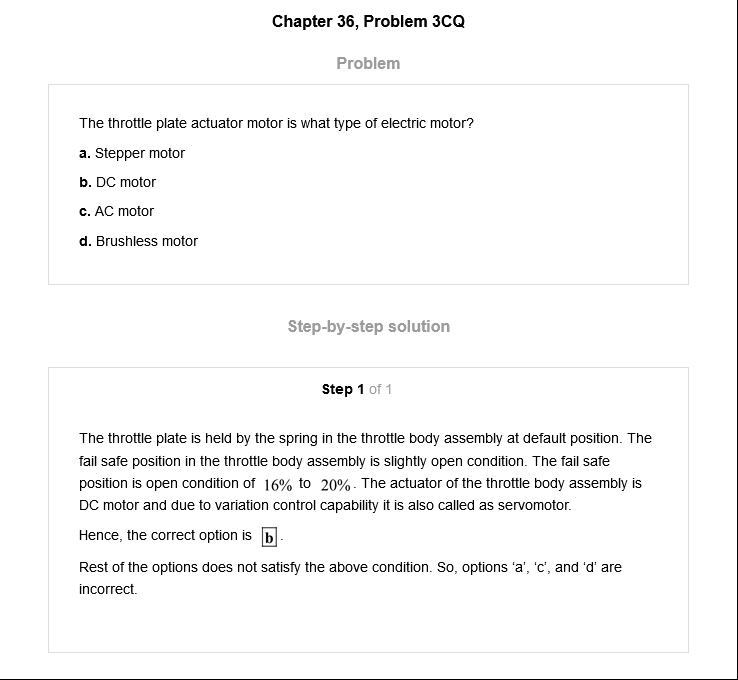 Chapter 36, Problem 3CQ
Problem
The throttle plate actuator motor is what type of electric motor?
a. Stepper motor
b. DC motor
c. AC motor
d. Brushless motor
Step-by-step solution
Step 1 of 1
The throttle plate is held by the spring in the throttle body assembly at default position. The
fail safe position in the throttle body assembly is slightly open condition. The fail safe
position is open condition of 16% to 20%. The actuator of the throttle body assembly is
DC motor and due to variation control capability it is also called as servomotor.
Hence, the correct option is b.
Rest of the options does not satisfy the above condition. So, options ‘a’, ‘c’, and ‘d’ are
incorrect.